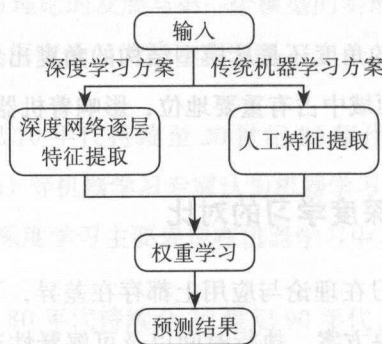 输入
深度学习方案 传统机器学习方案
深度网络逐层
特征提取
人工特征提取
权重学习
预测结果